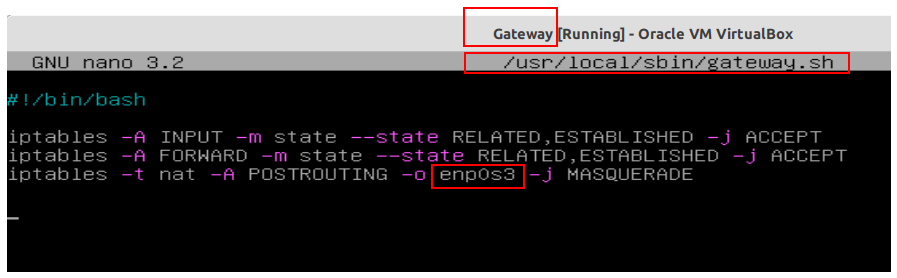 Gateway [Running] - Oracle VM VirtualBox
GNU nano 3.2 /usr/local/sbin/gateway.sh
#!/bin/bash
iptables -A INPUT -m state --state RELATED,ESTABLISHED -j ACCEPT
iptables -A FORWARD -m state --state RELATED,ESTABLISHED -j ACCEPT
iptables -t nat -A POSTROUTING -o enp0s3 -j MASQUERADE